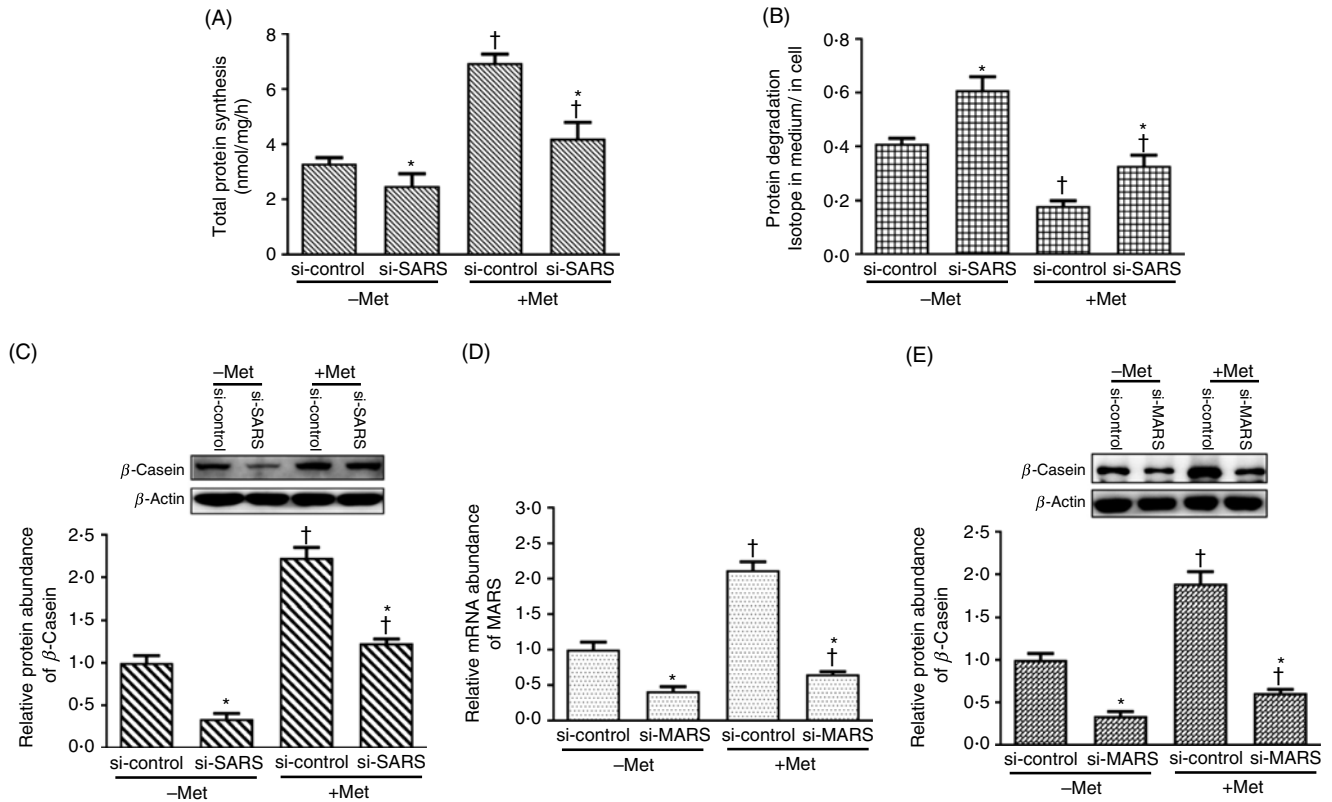 (A)
Total protein synthesis
(nmol/mg/h)
8
6
4
2
0
*
†
*
†
si-control si-SARS si-control si-SARS
–Met +Met
(B)
Protein degradation
Isotope in medium/ in cell
0·8
0·6
0·4
0·2
0·0
*
†
*
†
si-control si-SARS si-control si-SARS
–Met +Met
(C)
–Met +Met
si-control si-SARS si-control si-SARS
β-Casein
β-Actin
Relative protein abundance
of β-Casein
2·5
2·0
1·5
1·0
0·5
0·0
*
†
*
†
si-control si-SARS si-control si-SARS
–Met +Met
(D)
Relative mRNA abundance
of MARS
3·0
2·5
2·0
1·5
1·0
0·5
0·0
*
†
*
†
si-control si-MARS si-control si-MARS
–Met +Met
(E)
–Met +Met
si-control si-MARS si-control si-MARS
β-Casein
β-Actin
Relative protein abundance
of β-Casein
2·5
2·0
1·5
1·0
0·5
0·0
*
†
*
†
si-control si-MARS si-control si-MARS
–Met +Met